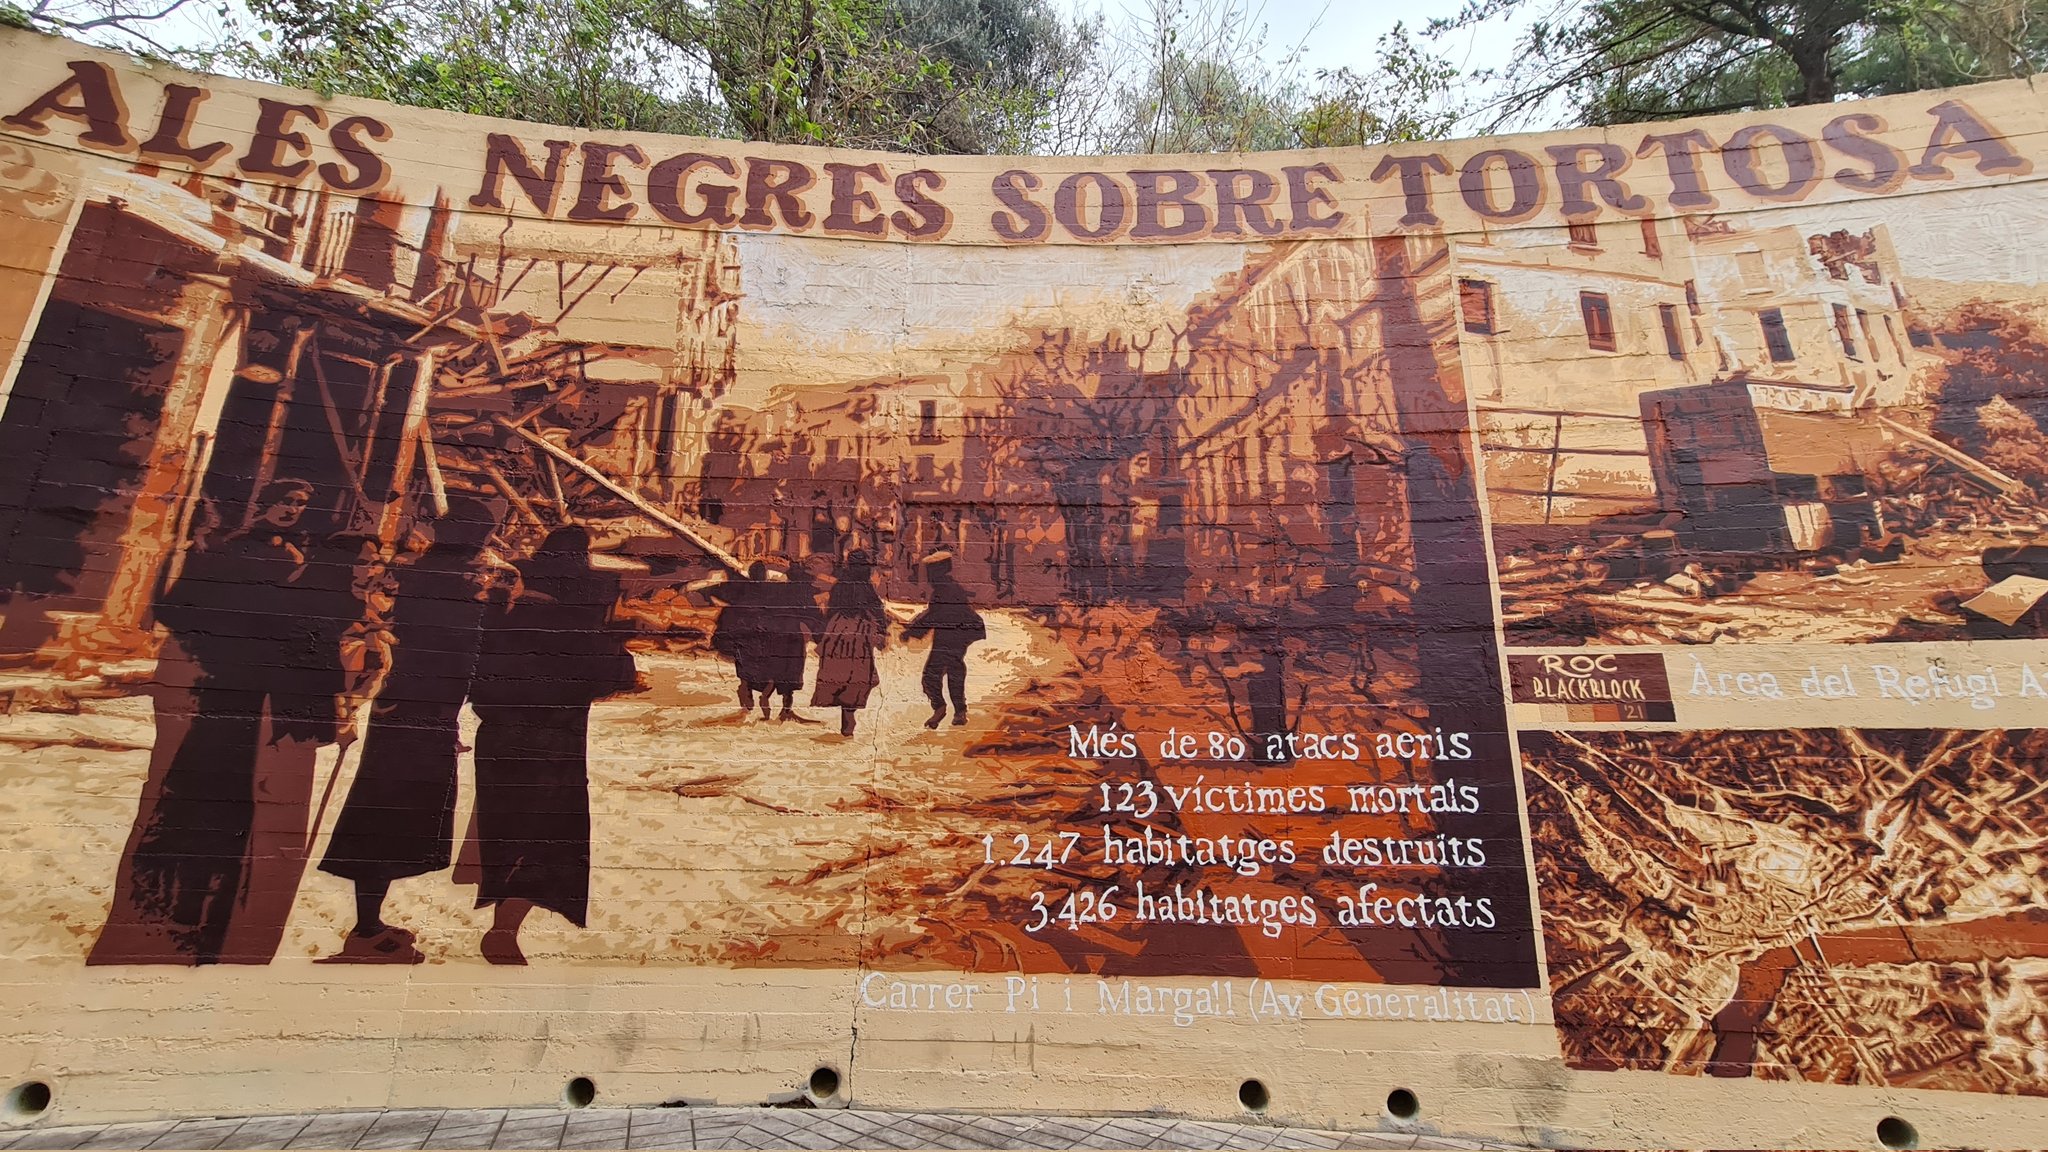 ALES NEGRES SOBRE TORTOSA
Més de 80 atacs aeris
123 víctimes mortals
1.247 habitatges destruits
3.426 habitatges afectats
Carrer Pi i Margall (Av. Generalitat)
ROC
BLACKBLOCK
'21
Àrea del Refugi